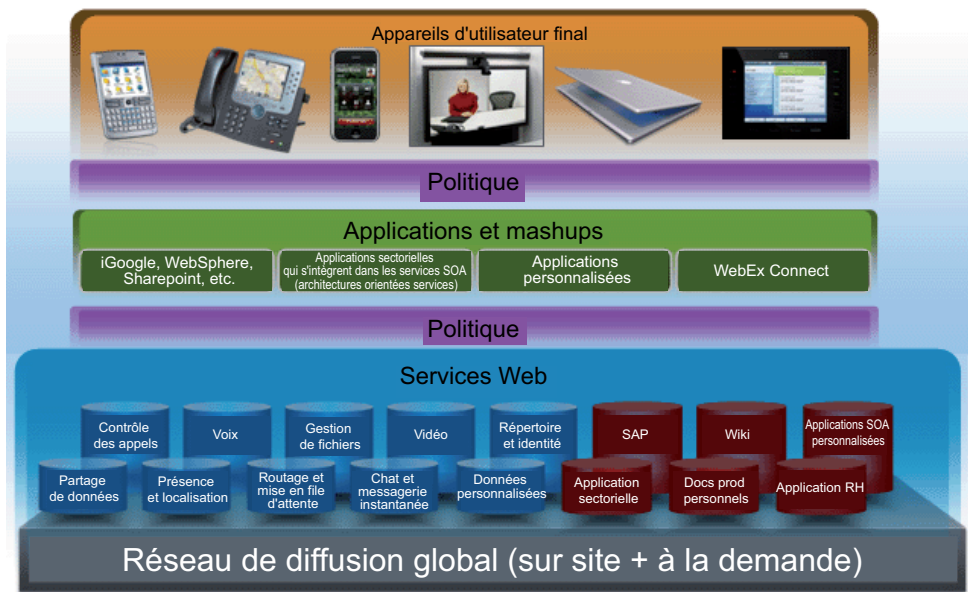 Appareils d'utilisateur final
Politique
Applications et mashups
iGoogle, WebSphere,
Sharepoint, etc.
Applications sectorielles
qui s'intègrent dans les services SOA
(architectures orientées services)
Applications
personnalisées
WebEx Connect
Politique
Services Web
Contrôle
des appels
Voix
Gestion
de fichiers
Vidéo
Répertoire
et identité
SAP
Wiki
Applications SOA
personnalisées
Partage
de données
Présence
et localisation
Routage et
mise en file
d'attente
Chat et
messagerie
instantanée
Données
personnalisées
Application
sectorielle
Docs prod
personnels
Application RH
Réseau de diffusion global (sur site + à la demande)